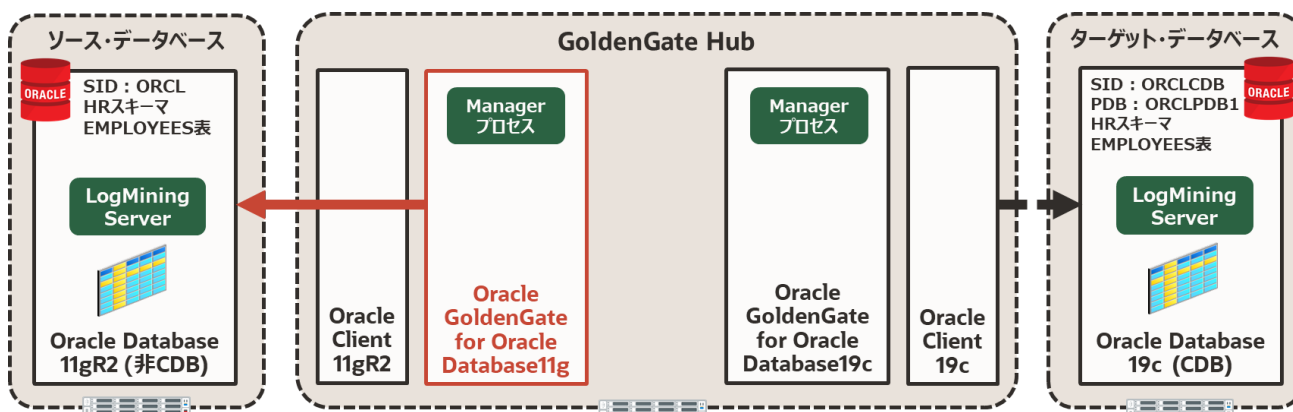 ソース・データベース
ORACLE
SID : ORCL
HRスキーマ
EMPLOYEES表
LogMining
Server
Oracle Database
11gR2 (非CDB)
GoldenGate Hub
Oracle
Client
11gR2
Manager
プロセス
Oracle
GoldenGate
for Oracle
Database11g
Manager
プロセス
Oracle
GoldenGate
for Oracle
Database19c
Oracle
Client
19c
ターゲット・データベース
SID : ORCLCDB
PDB : ORCLPDB1
HRスキーマ
EMPLOYEES表
ORACLE
LogMining
Server
Oracle Database
19c (CDB)